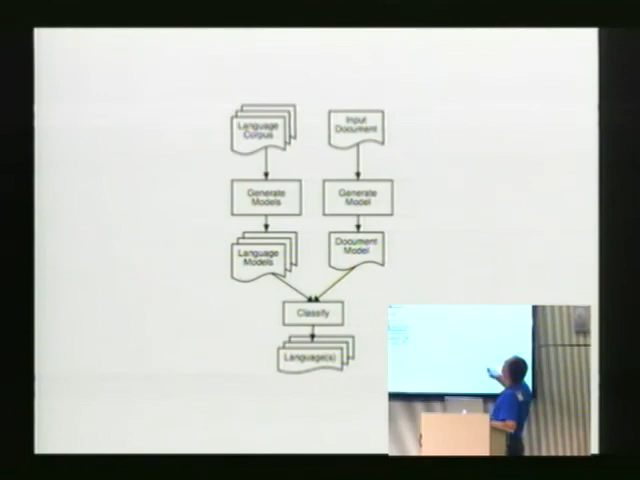 Language
Corpus
Input
Document
Generate
Models
Generate
Model
Language
Models
Document
Model
Classify
Language(s)